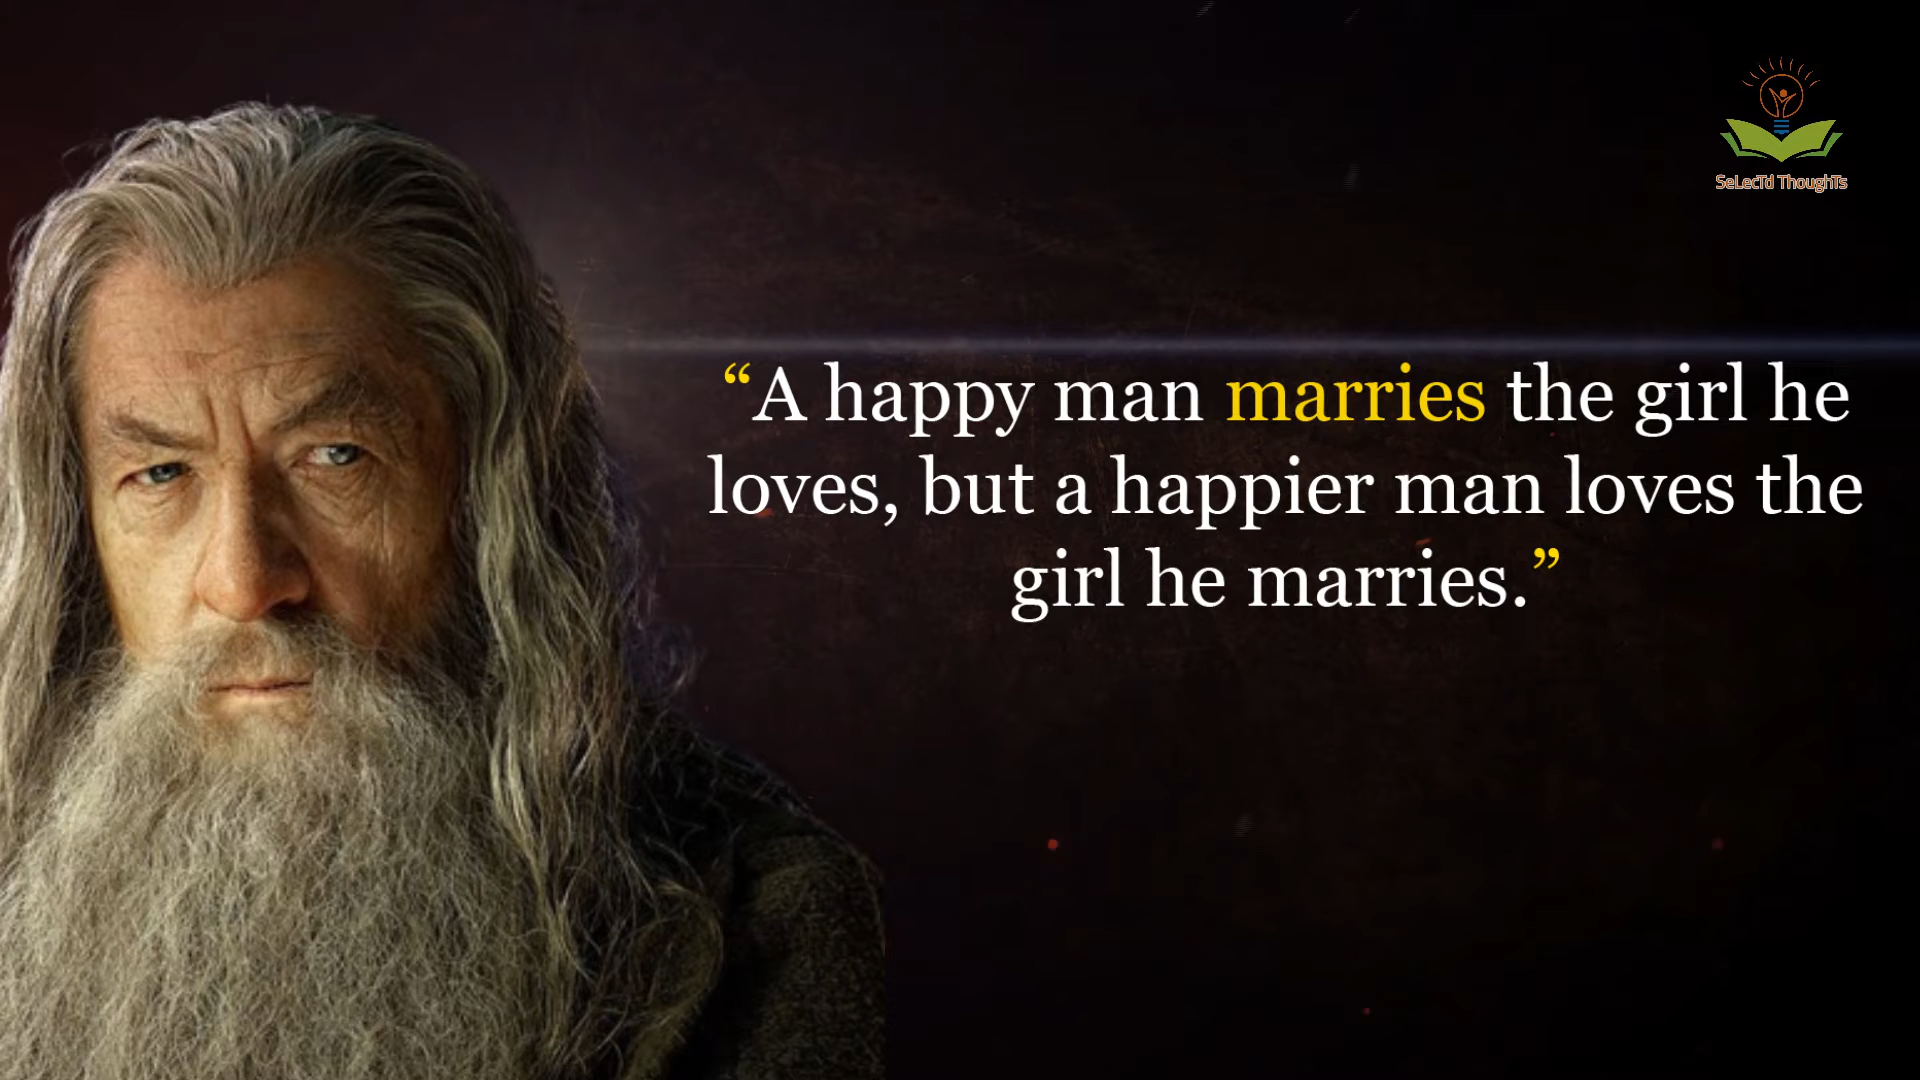 SeLecTd ThoughTs
“A happy man marries the girl he
loves, but a happier man loves the
girl he marries.”